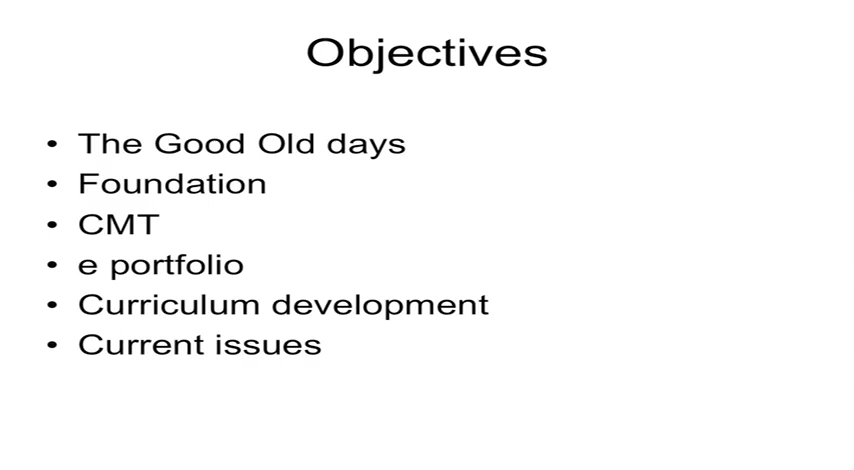 Objectives
• The Good Old days
• Foundation
• CMT
• e portfolio
• Curriculum development
• Current issues